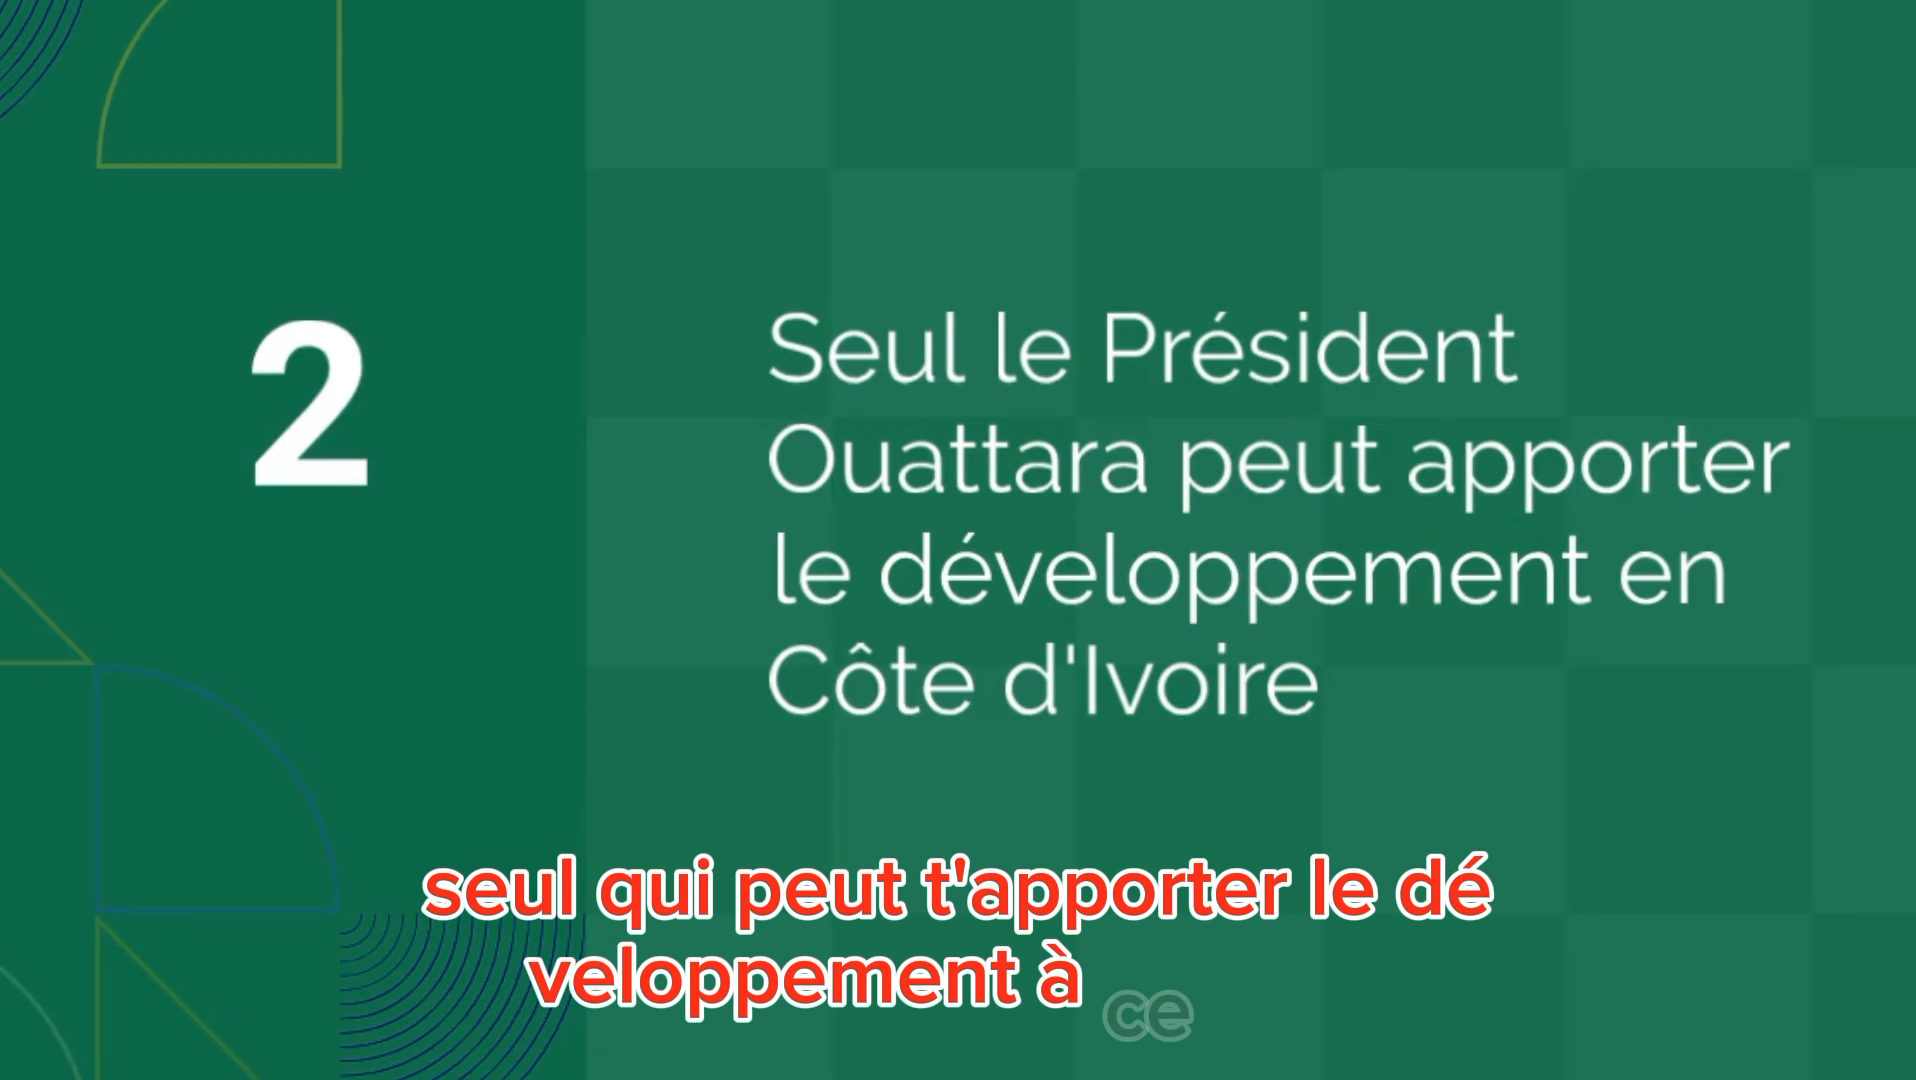 2
Seul le Président
Ouattara peut apporter
le développement en
Côte d'Ivoire
seul qui peut t'apporter le dé
veloppement à ce